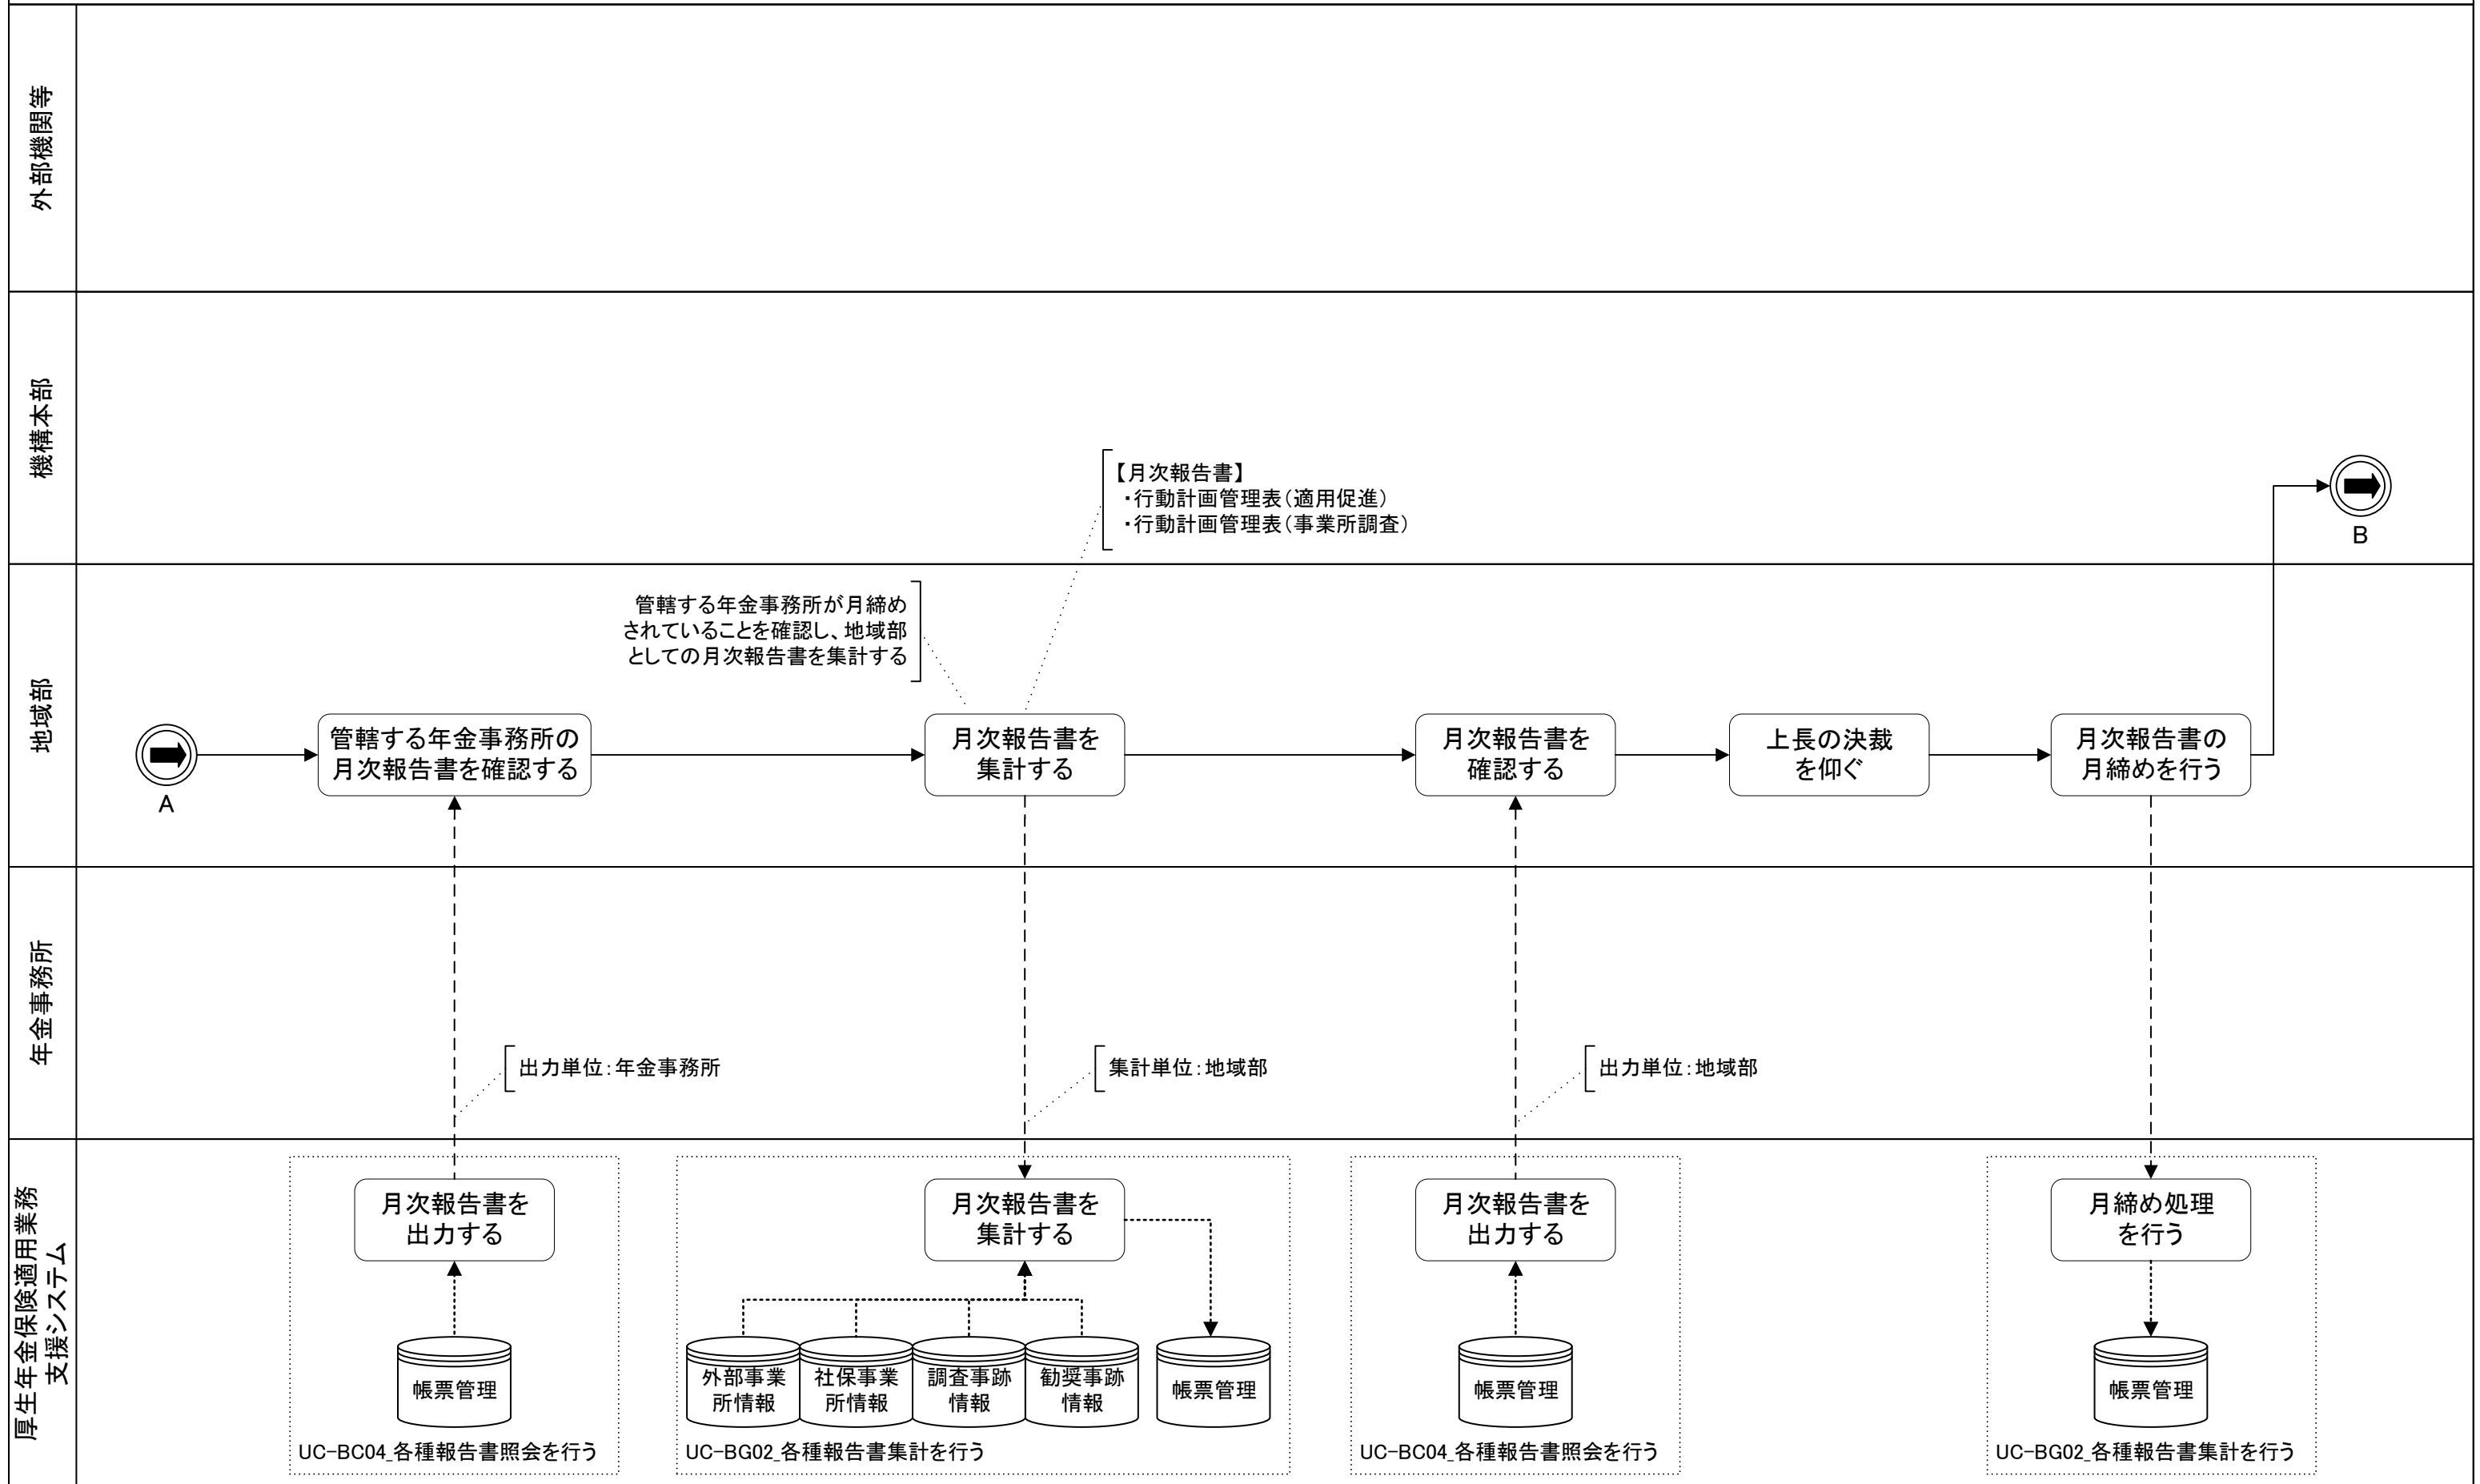 外部機関等
機構本部
【月次報告書】
・行動計画管理表（適用促進）
・行動計画管理表（事業所調査）
B
地域部
管轄する年金事務所が月締め
されていることを確認し、地域部
としての月次報告書を集計する
A
管轄する年金事務所の
月次報告書を確認する
月次報告書を
集計する
月次報告書を
確認する
上長の決裁
を仰ぐ
月次報告書の
月締めを行う
年金事務所
出力単位：年金事務所
集計単位：地域部
出力単位：地域部
厚生年金保険適用業務
支援システム
月次報告書を
出力する
帳票管理
UC-BC04_各種報告書照会を行う
月次報告書を
集計する
外部事業
所情報
社保事業
所情報
調査事跡
情報
勧奨事跡
情報
帳票管理
UC-BG02_各種報告書集計を行う
月次報告書を
出力する
帳票管理
UC-BC04_各種報告書照会を行う
月締め処理
を行う
帳票管理
UC-BG02_各種報告書集計を行う